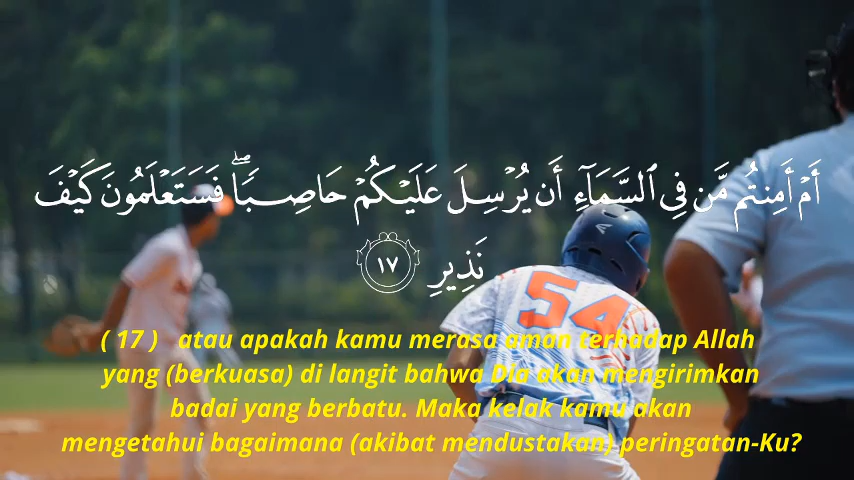 أَمْ أَمِنتُم مَّن فِى ٱلسَّمَآءِ أَن يُرْسِلَ عَلَيْكُمْ حَاصِبًا ۖ فَسَتَعْلَمُونَ كَيْفَ
نَذِيرِ ١٧
( 17 ) atau apakah kamu merasa aman terhadap Allah
yang (berkuasa) di langit bahwa Dia akan mengirimkan
badai yang berbatu. Maka kelak kamu akan
mengetahui bagaimana (akibat mendustakan) peringatan-Ku?
54